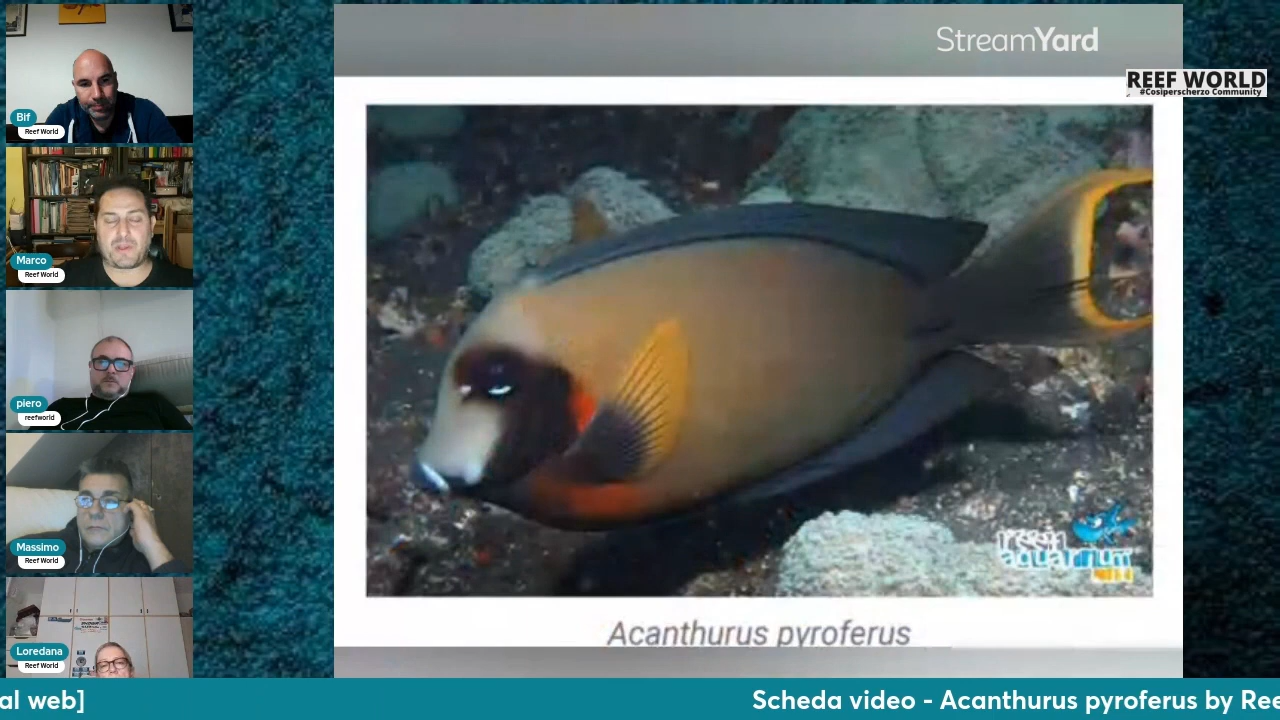 StreamYard
REEF WORLD
#Cosiperscherzo Community
Bif
Reef World
Marco
Reef World
piero
reefworld
Massimo
Reef World
Loredana
Reef World
aquarium
Acanthurus pyroferus
al web]
Scheda video - Acanthurus pyroferus by Ree